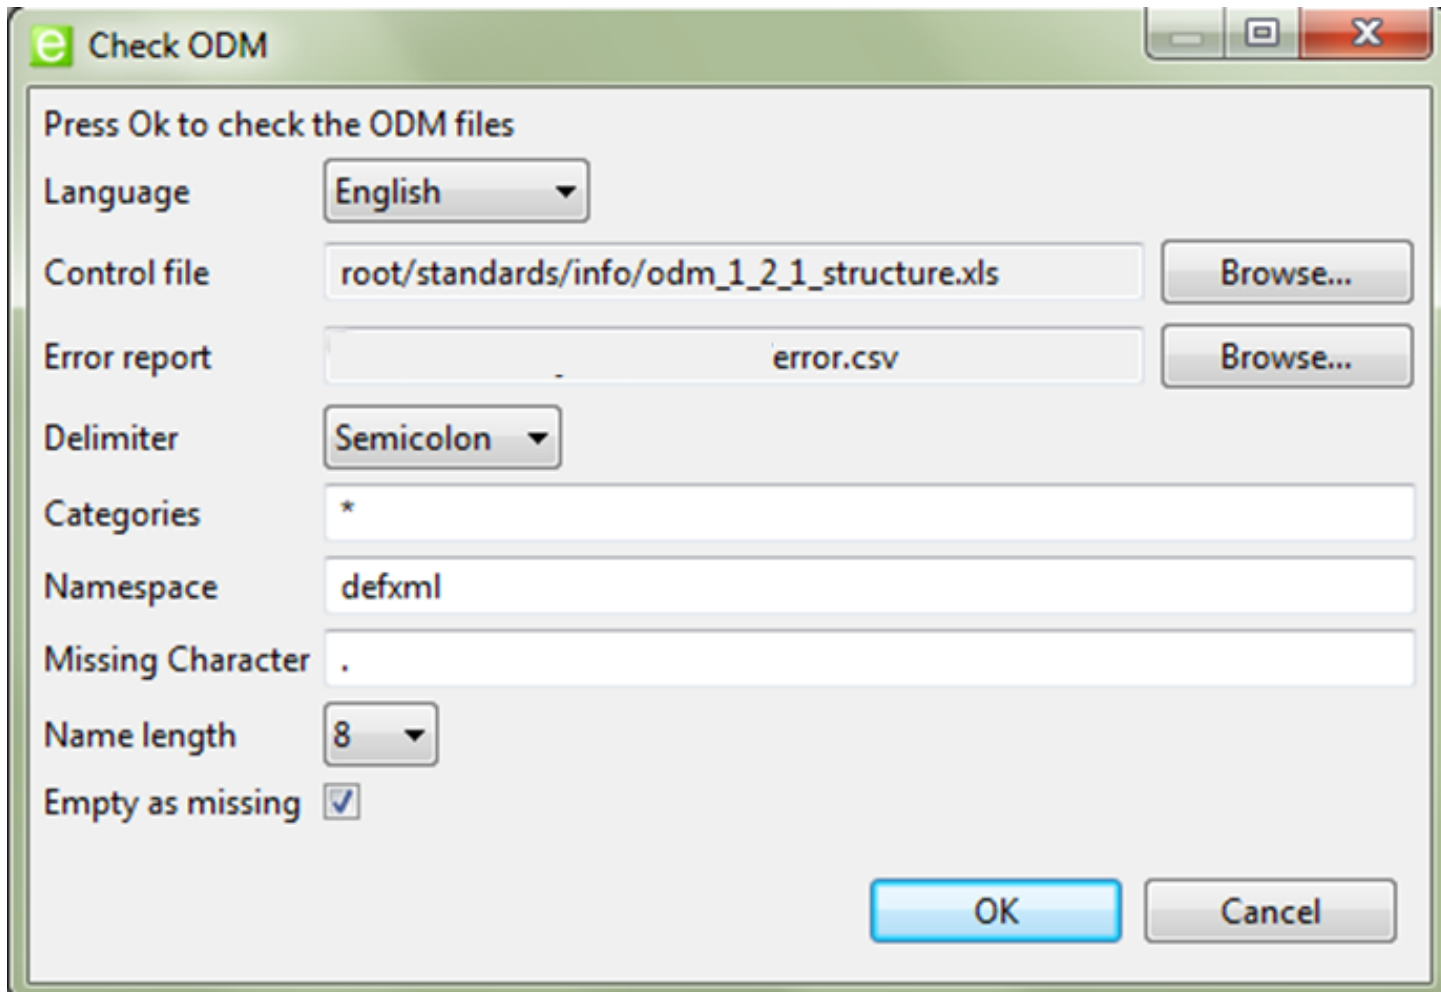 Check ODM
Press Ok to check the ODM files
Language English
Control file root/standards/info/odm_1_2_1_structure.xls Browse...
Error report error.csv Browse...
Delimiter Semicolon
Categories *
Namespace defxml
Missing Character .
Name length 8
Empty as missing
OK Cancel